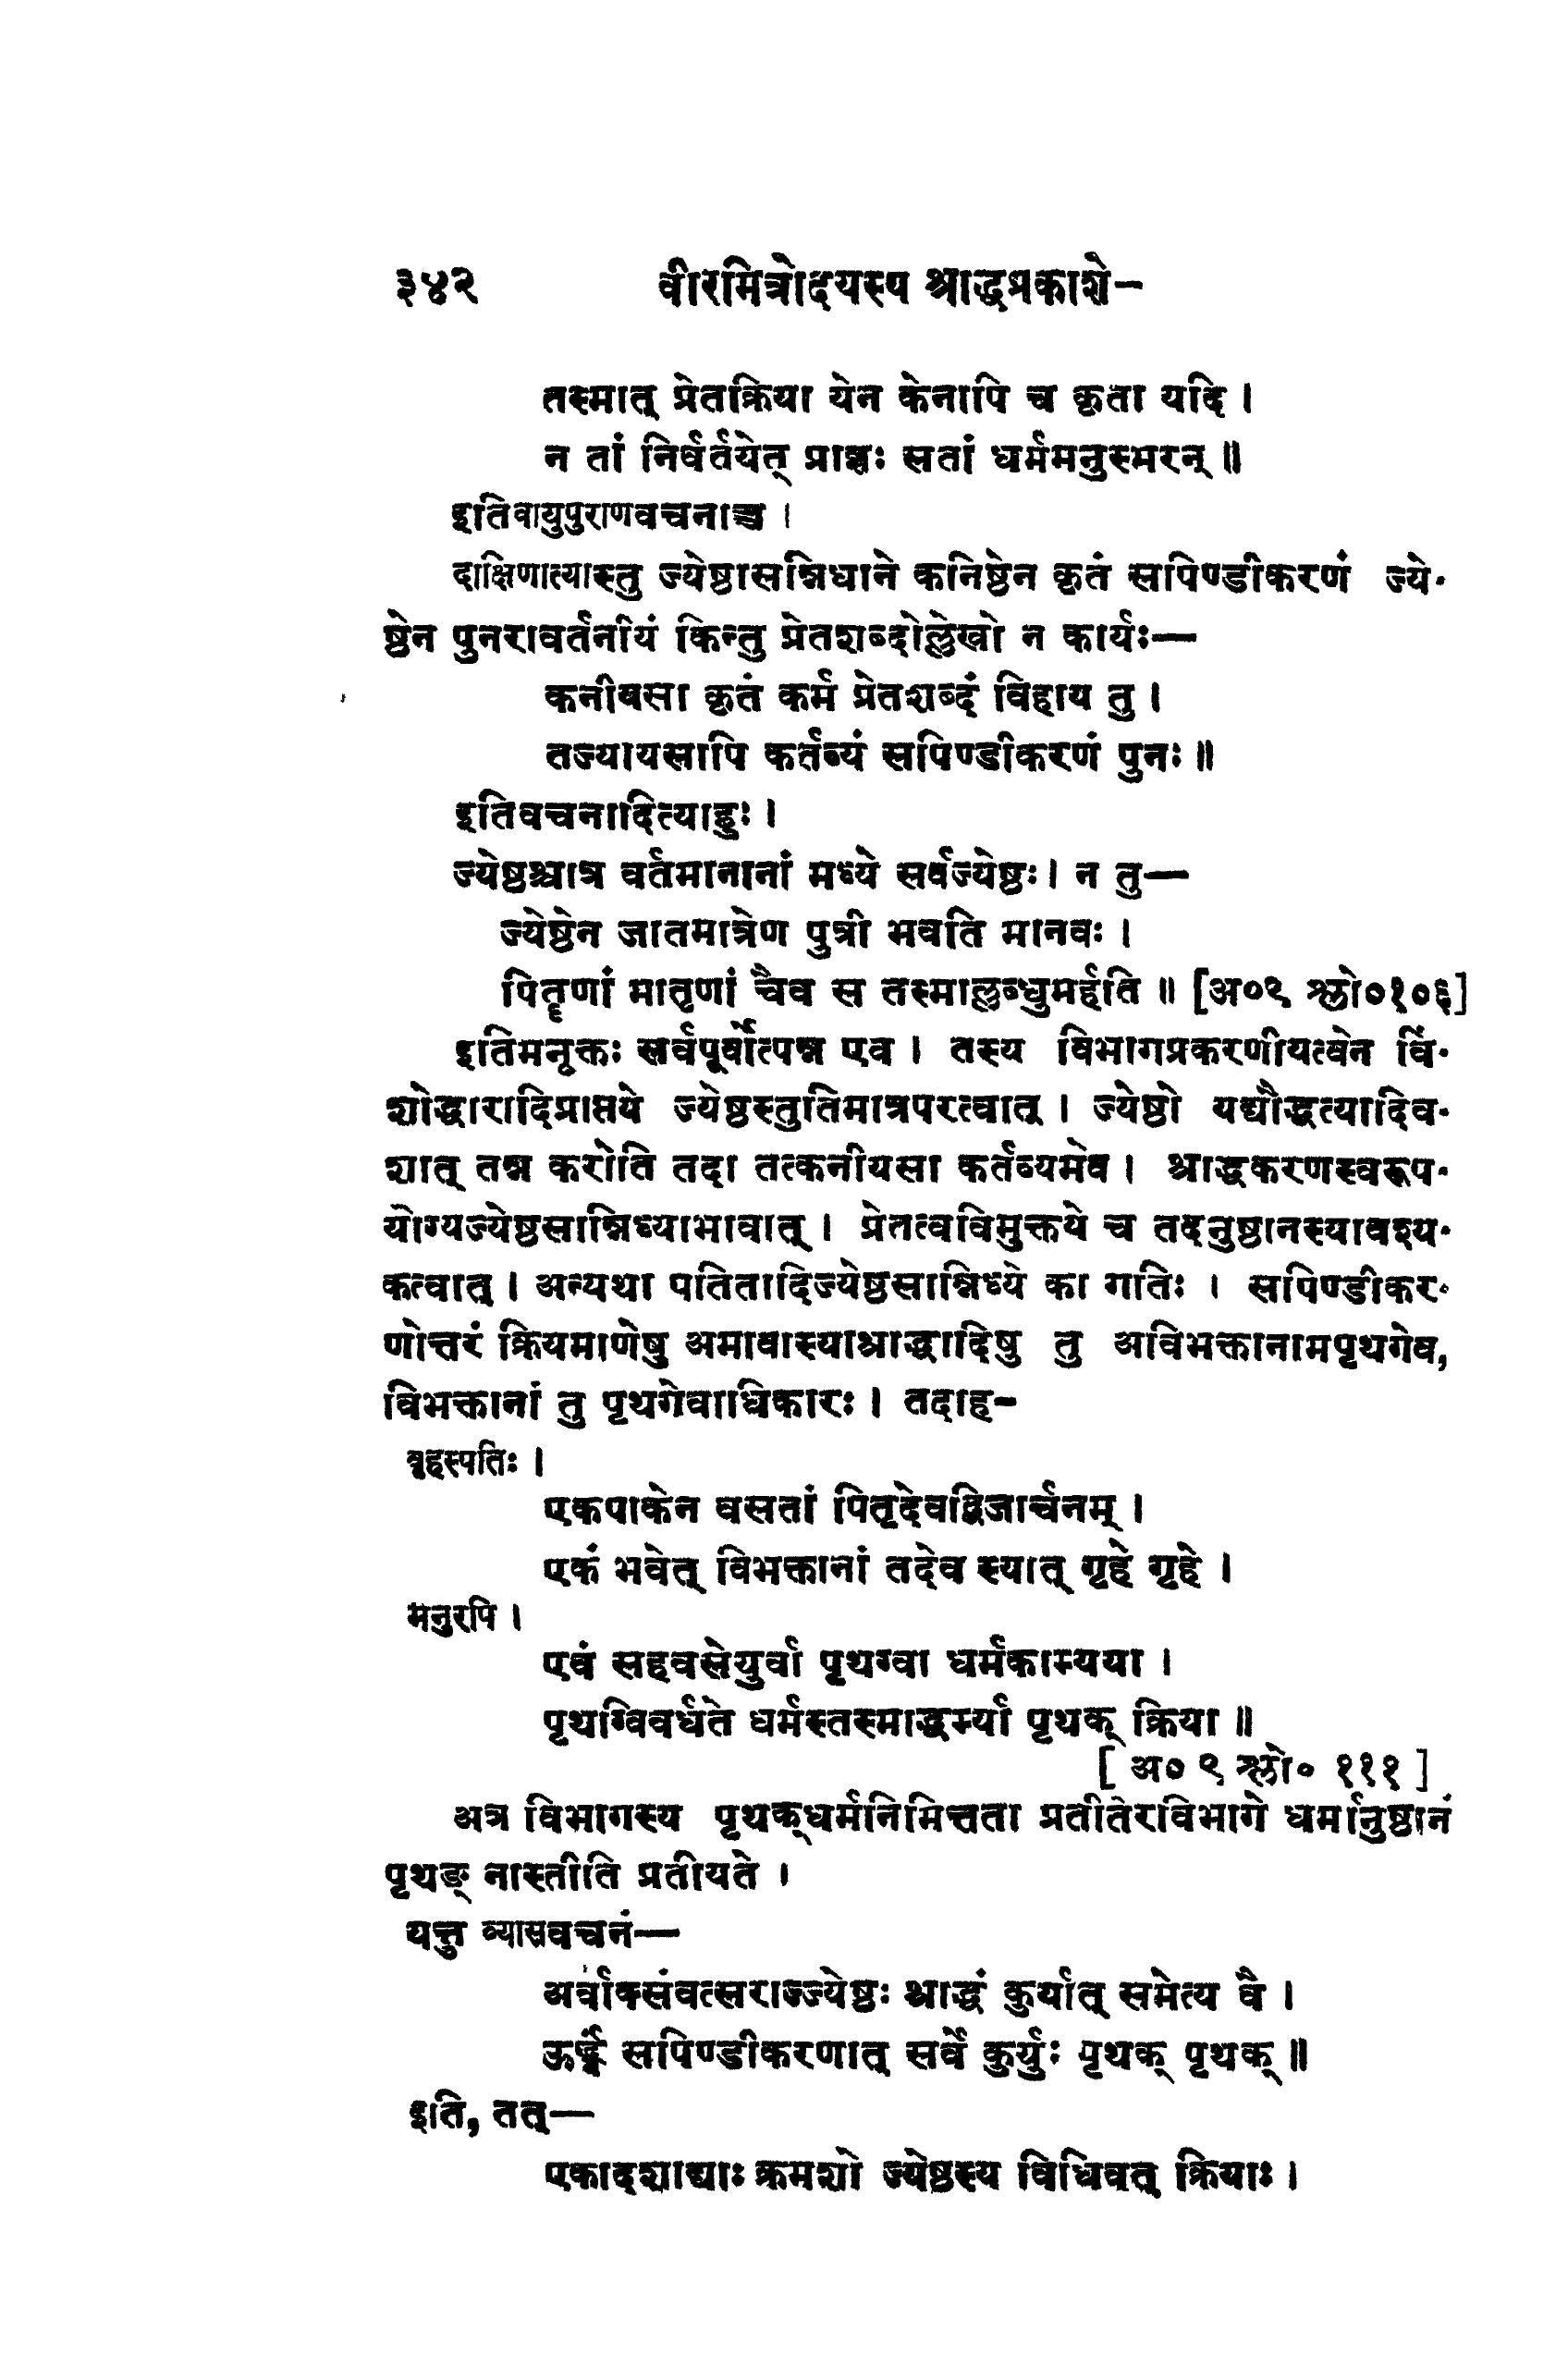 ३४२ वीरमित्रोदयस्य श्राद्धप्रकाशे-
तस्मात् प्रेतक्रिया येन केनापि च कृता यदि ।
न तां निर्वर्तयेत् प्राज्ञः सतां धर्ममनुस्मरन् ॥
इतिवायुपुराणवचनाच्च ।
दाक्षिणात्यास्तु ज्येष्ठासन्निधाने कनिष्ठेन कृतं सपिण्डीकरणं ज्ये-
ष्ठेन पुनरावर्तनीयं किन्तु प्रेतशब्दोल्लेखो न कार्यः—
कनीयसा कृतं कर्म प्रेतशब्दं विहाय तु ।
तज्यायसापि कर्तव्यं सपिण्डीकरणं पुनः ॥
इतिवचनादित्याहुः ।
ज्येष्ठश्चात्र वर्तमानानां मध्ये सर्वज्येष्ठः । न तु—
ज्येष्ठेन जातमात्रेण पुत्री भवति मानवः ।
पितॄणां मातृणां चैव स तस्माल्लब्धुमर्हति ॥ [अ०९ श्लो०१०६]
इतिमनूक्तः सर्वपूर्वोत्पन्न एव । तस्य विभागप्रकरणीयत्वेन विं-
शोद्धारादिप्राप्तये ज्येष्ठस्तुतिमात्रपरत्वात् । ज्येष्ठो यद्यौद्धत्यादिव-
शात् तन्न करोति तदा तत्कनीयसा कर्तव्यमेव । श्राद्धकरणस्वरूप-
योग्यज्येष्ठसान्निध्याभावात् । प्रेतत्वविमुक्तये च तदनुष्ठानस्यावश्य-
कत्वात् । अन्यथा पतितादिज्येष्ठसान्निध्ये का गतिः । सपिण्डीकर-
णोत्तरं क्रियमाणेषु अमावास्याश्राद्धादिषु तु अविभक्तानामपृथगेव,
विभक्तानां तु पृथगेवाधिकारः । तदाह-
बृहस्पतिः ।
एकपाकेन वसतां पितृदेवद्विजार्चनम् ।
एकं भवेत् विभक्तानां तदेव स्यात् गृहे गृहे ।
मनुरपि ।
एवं सहवसेयुर्वा पृथग्वा धर्मकाम्यया ।
पृथग्विवर्धते धर्मस्तस्माद्धर्म्या पृथक् क्रिया ॥
[ अ० ९ श्लो० १११ ]
अत्र विभागस्य पृथक्धर्मनिमित्तता प्रतीतेरविभागे धर्मानुष्ठानं
पृथङ् नास्तीति प्रतीयते ।
यत्तु व्यासवचनं—
अर्वाक्संवत्सराज्ज्येष्ठः श्राद्धं कुर्यात् समेत्य वै ।
ऊर्द्ध्वं सपिण्डीकरणात् सर्वे कुर्युः पृथक् पृथक् ॥
इति, तत्—
एकादशाद्याः क्रमशो ज्येष्ठस्य विधिवत् क्रियाः ।